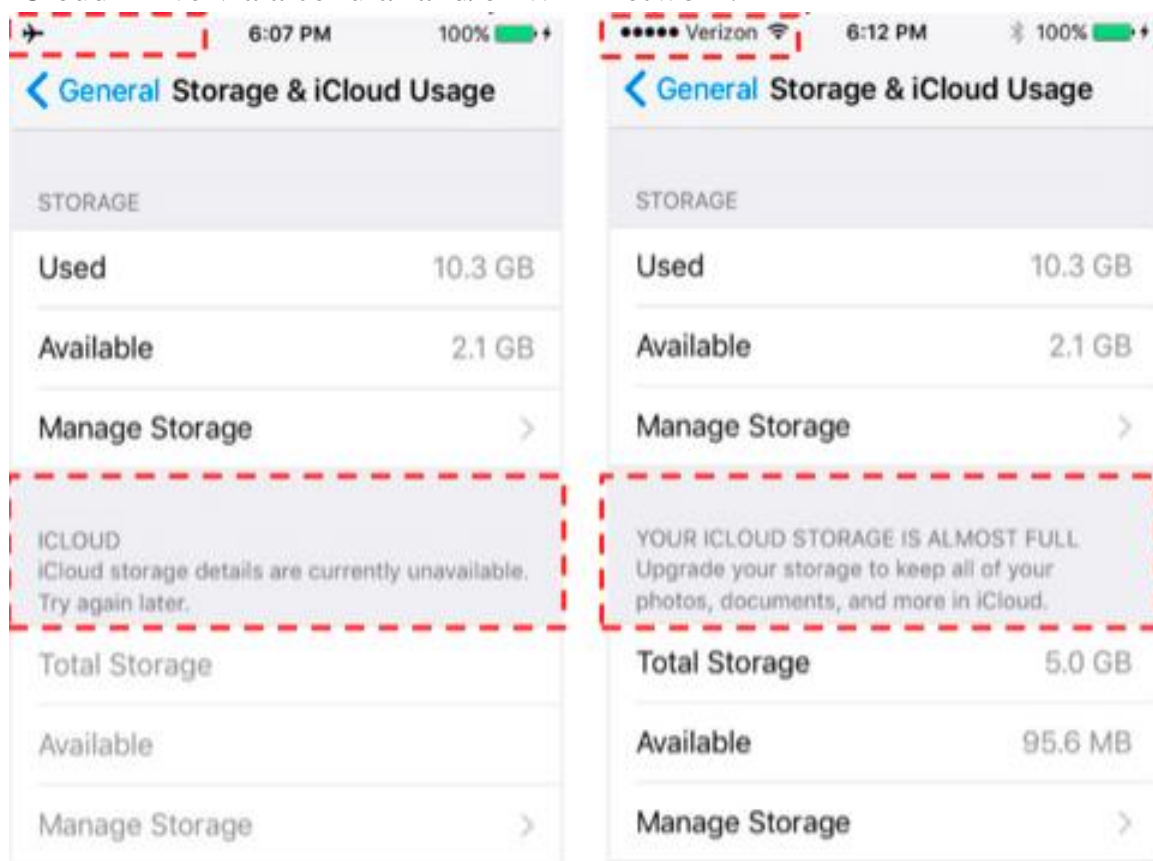 6:07 PM 100%
General Storage & iCloud Usage
STORAGE
Used 10.3 GB
Available 2.1 GB
Manage Storage
ICLOUD
iCloud storage details are currently unavailable.
Try again later.
Total Storage
Available
Manage Storage
Verizon 6:12 PM 100%
General Storage & iCloud Usage
STORAGE
Used 10.3 GB
Available 2.1 GB
Manage Storage
YOUR ICLOUD STORAGE IS ALMOST FULL
Upgrade your storage to keep all of your
photos, documents, and more in iCloud.
Total Storage 5.0 GB
Available 95.6 MB
Manage Storage